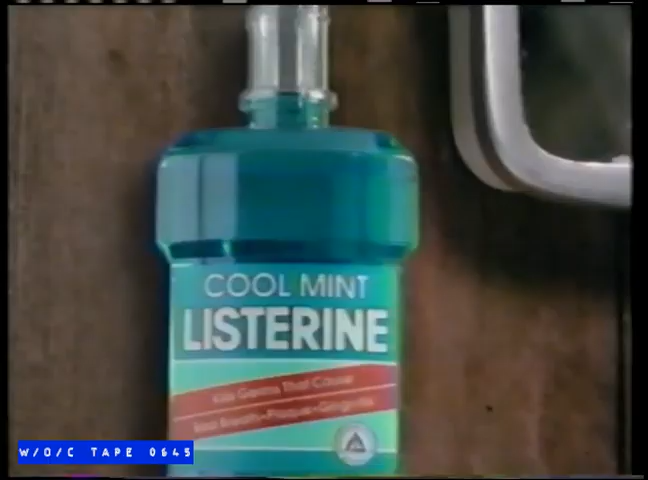 COOL MINT
LISTERINE
Kills Germs That Cause
Bad Breath•Plaque•Gingivitis
W/O/C TAPE 0645